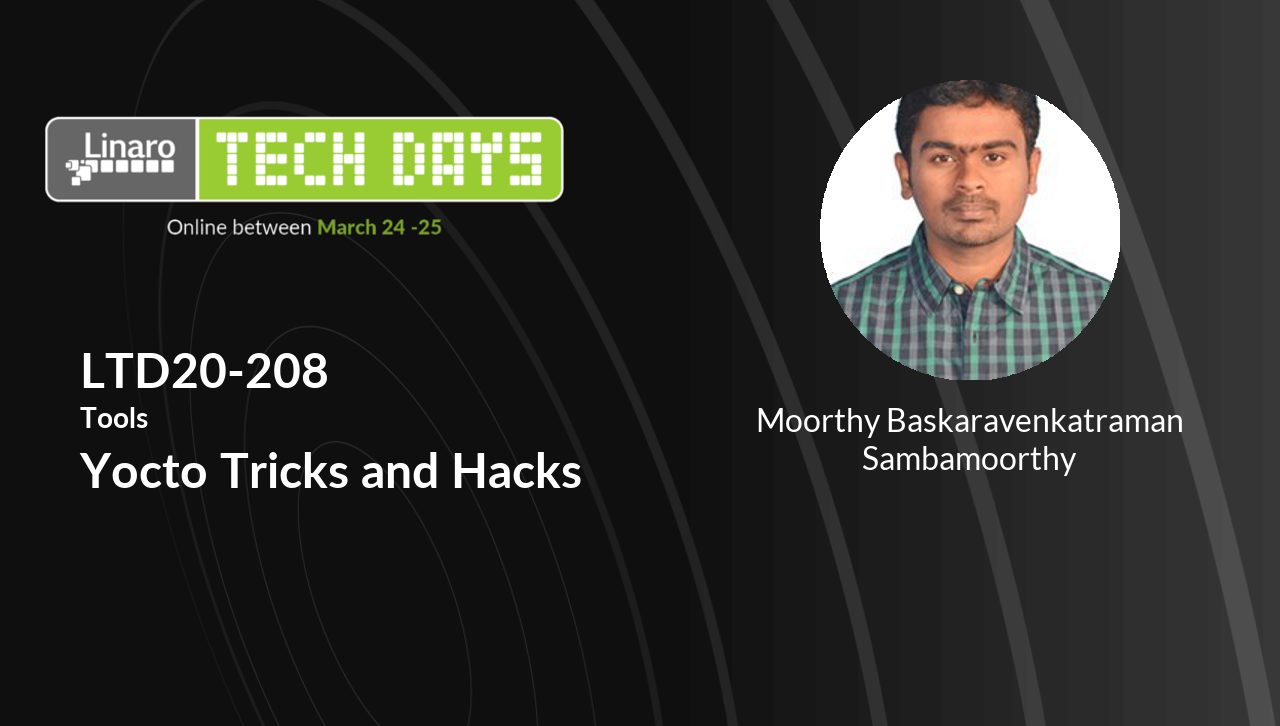 Linaro
TECH DAYS
Online between March 24 -25
LTD20-208
Tools
Yocto Tricks and Hacks
Moorthy Baskaravenkatraman
Sambamoorthy